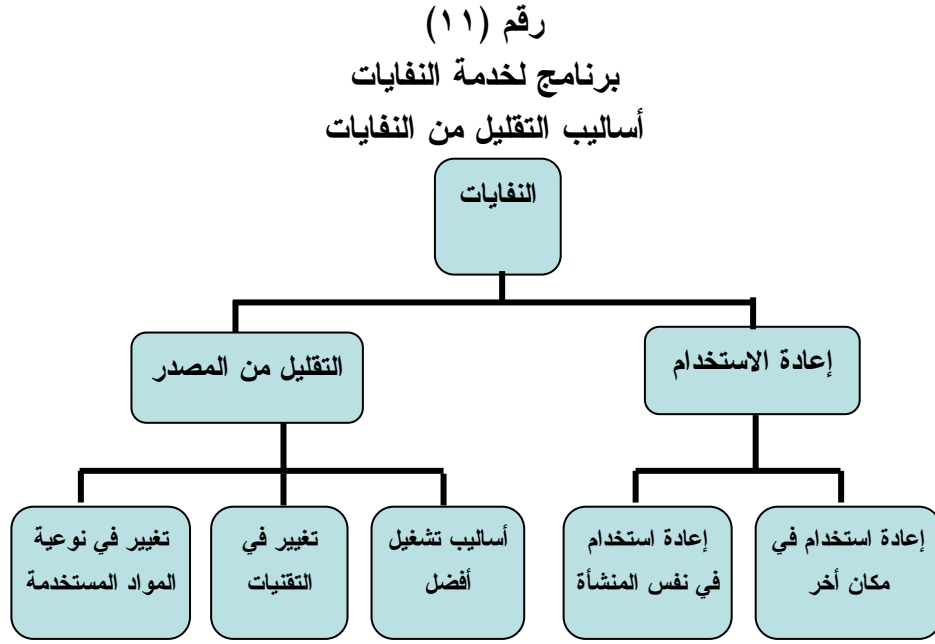 رقم (١١)
برنامج لخدمة النفايات
أساليب التقليل من النفايات
النفايات
إعادة الاستخدام
التقليل من المصدر
إعادة استخدام في
مكان أخر
إعادة استخدام
في نفس المنشأة
أساليب تشغيل
أفضل
تغيير في
التقنيات
تغيير في نوعية
المواد المستخدمة